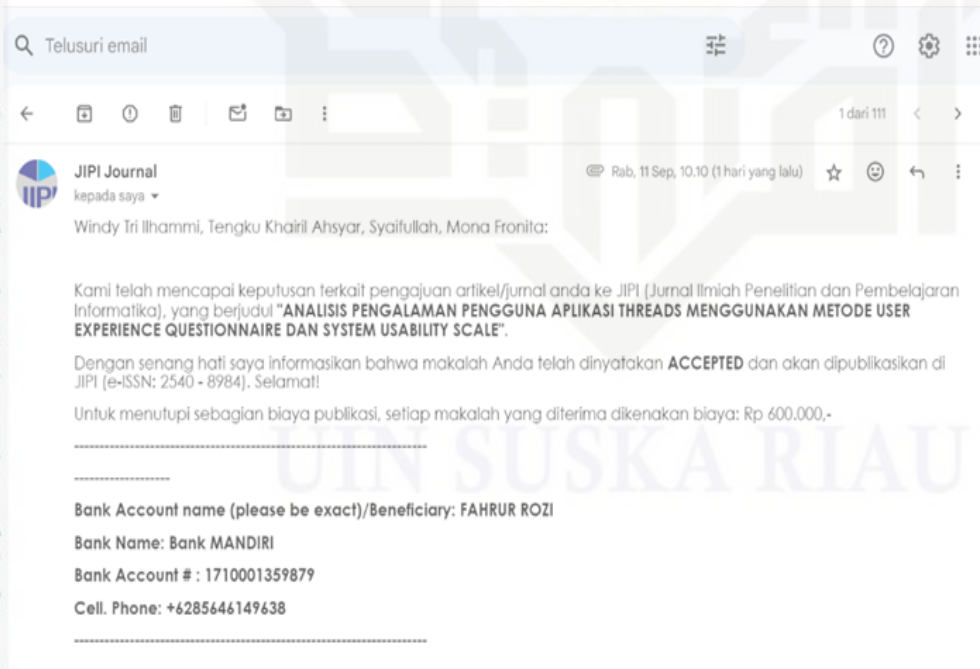 Telusuri email
1 dari 111
JIPI Journal
Rab, 11 Sep, 10.10 (1 hari yang lalu)
kepada saya
Windy Tri Ilhammi, Tengku Khairil Ahsyar, Syaifullah, Mona Fronita:
Kami telah mencapai keputusan terkait pengajuan artikel/jurnal anda ke JIPI (Jurnal Ilmiah Penelitian dan Pembelajaran
Informatika), yang berjudul "ANALISIS PENGALAMAN PENGGUNA APLIKASI THREADS MENGGUNAKAN METODE USER
EXPERIENCE QUESTIONNAIRE DAN SYSTEM USABILITY SCALE".
Dengan senang hati saya informasikan bahwa makalah Anda telah dinyatakan ACCEPTED dan akan dipublikasikan di
JIPI (e-ISSN: 2540 - 8984). Selamat!
Untuk menutupi sebagian biaya publikasi, setiap makalah yang diterima dikenakan biaya: Rp 600.000,-
----------------------------------------------------------------------
-------------------
Bank Account name (please be exact)/Beneficiary: FAHRUR ROZI
Bank Name: Bank MANDIRI
Bank Account # : 1710001359879
Cell. Phone: +6285646149638
----------------------------------------------------------------------
UIN SUSKA RIAU
JIPI